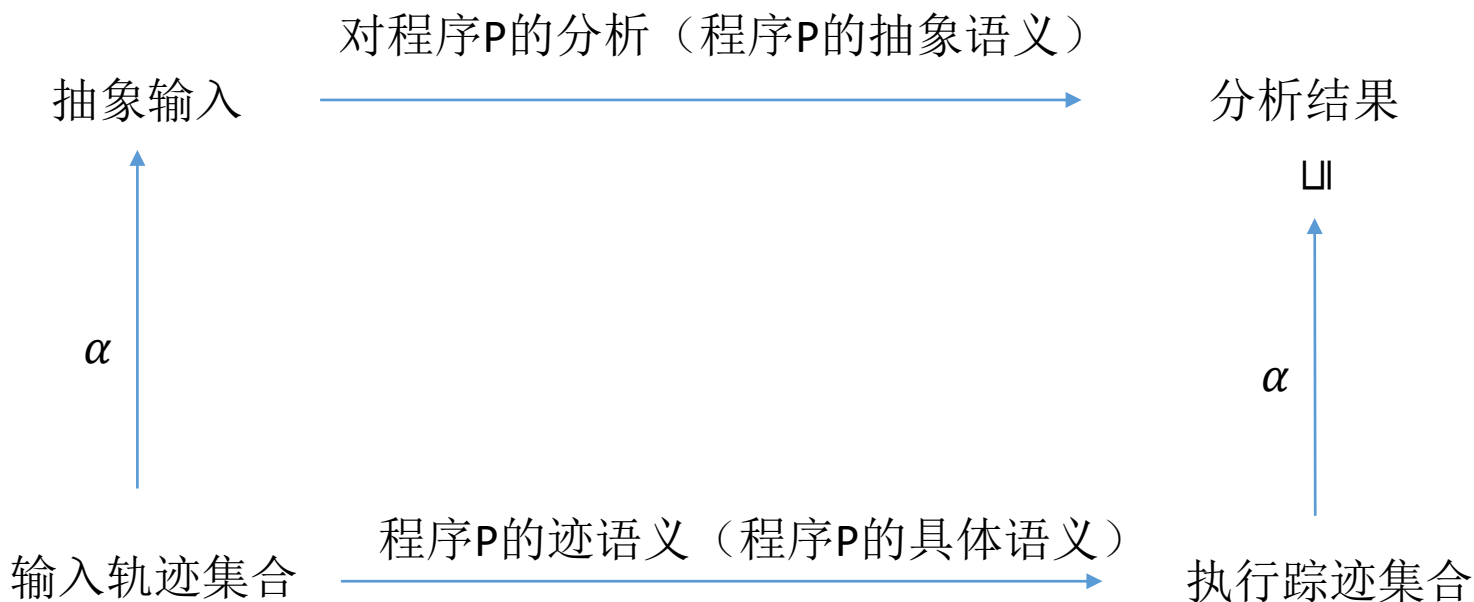 对程序P的分析（程序P的抽象语义）
抽象输入
分析结果
⊑
α
α
程序P的迹语义（程序P的具体语义）
输入轨迹集合
执行踪迹集合